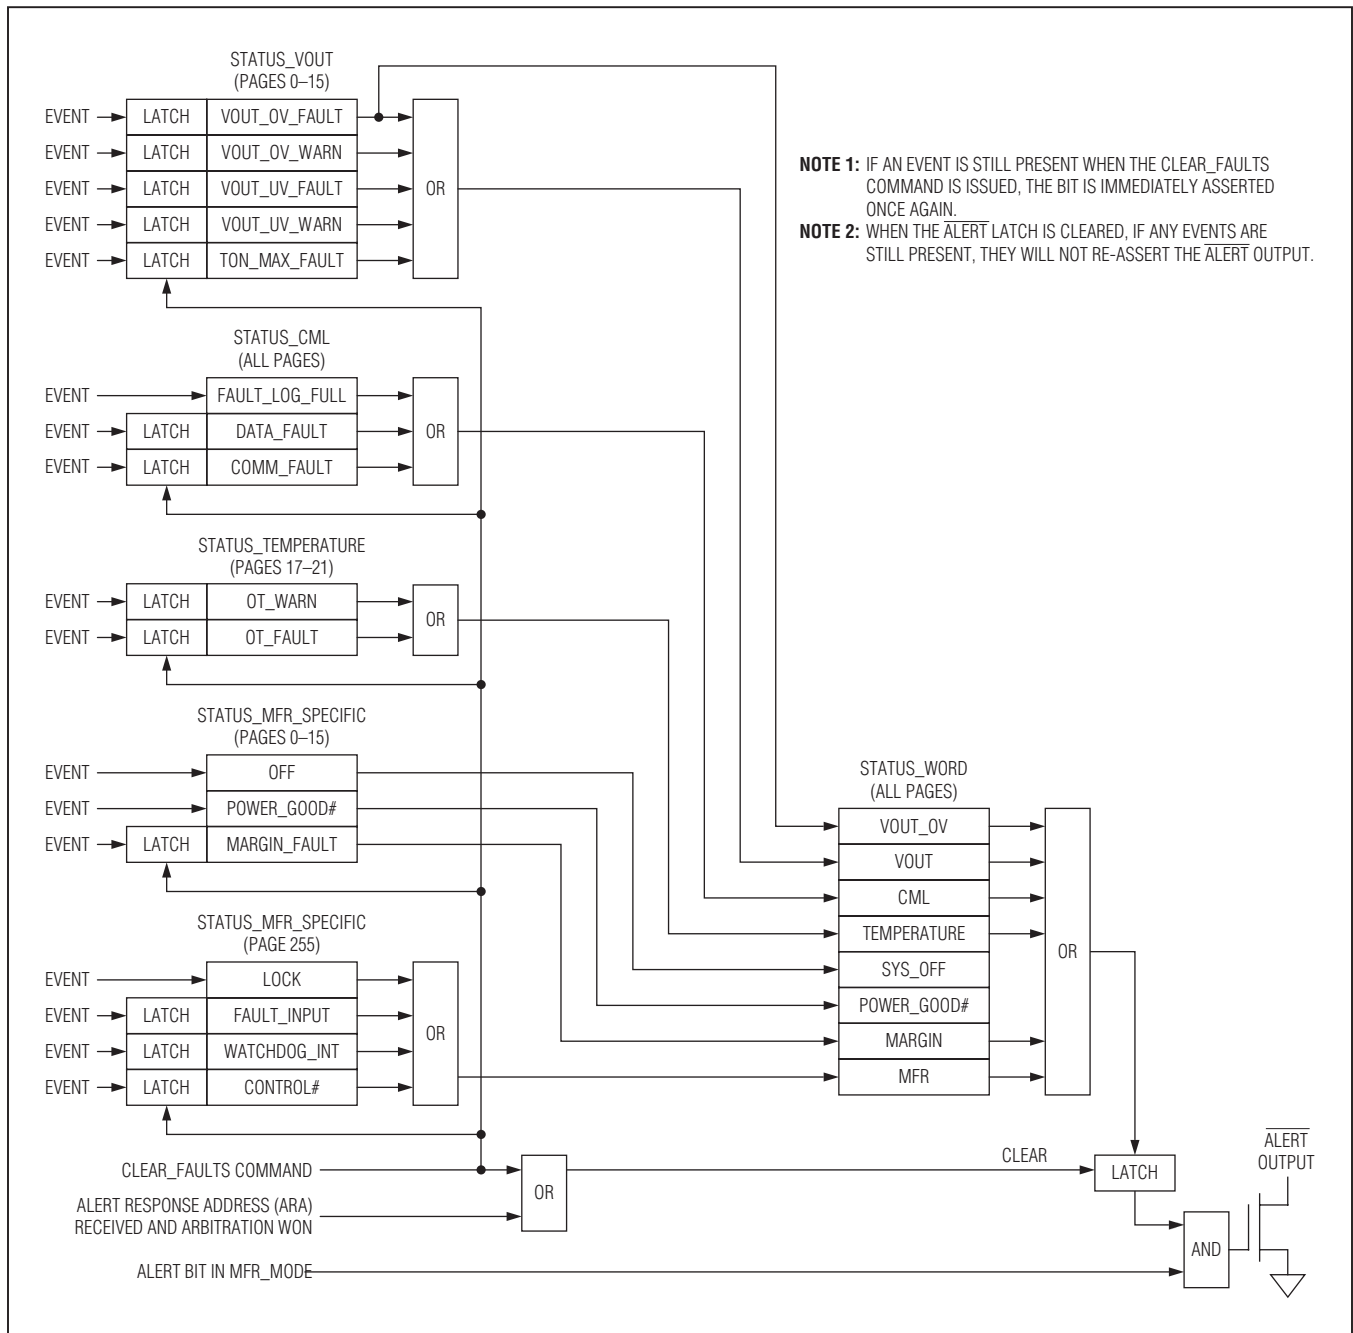 STATUS_VOUT
(PAGES 0–15)
EVENT LATCH VOUT_OV_FAULT
EVENT LATCH VOUT_OV_WARN
EVENT LATCH VOUT_UV_FAULT
EVENT LATCH VOUT_UV_WARN
EVENT LATCH TON_MAX_FAULT
OR
NOTE 1: IF AN EVENT IS STILL PRESENT WHEN THE CLEAR_FAULTS
COMMAND IS ISSUED, THE BIT IS IMMEDIATELY ASSERTED
ONCE AGAIN.
NOTE 2: WHEN THE ALERT LATCH IS CLEARED, IF ANY EVENTS ARE
STILL PRESENT, THEY WILL NOT RE-ASSERT THE ALERT OUTPUT.
STATUS_CML
(ALL PAGES)
EVENT FAULT_LOG_FULL
EVENT LATCH DATA_FAULT
EVENT LATCH COMM_FAULT
OR
STATUS_TEMPERATURE
(PAGES 17–21)
EVENT LATCH OT_WARN
EVENT LATCH OT_FAULT
OR
STATUS_MFR_SPECIFIC
(PAGES 0–15)
EVENT OFF
EVENT POWER_GOOD#
EVENT LATCH MARGIN_FAULT
STATUS_MFR_SPECIFIC
(PAGE 255)
EVENT LOCK
EVENT LATCH FAULT_INPUT
EVENT LATCH WATCHDOG_INT
EVENT LATCH CONTROL#
OR
STATUS_WORD
(ALL PAGES)
VOUT_OV
VOUT
CML
TEMPERATURE
SYS_OFF
POWER_GOOD#
MARGIN
MFR
OR
CLEAR_FAULTS COMMAND
ALERT RESPONSE ADDRESS (ARA)
RECEIVED AND ARBITRATION WON
OR
CLEAR
LATCH
ALERT
OUTPUT
AND
ALERT BIT IN MFR_MODE